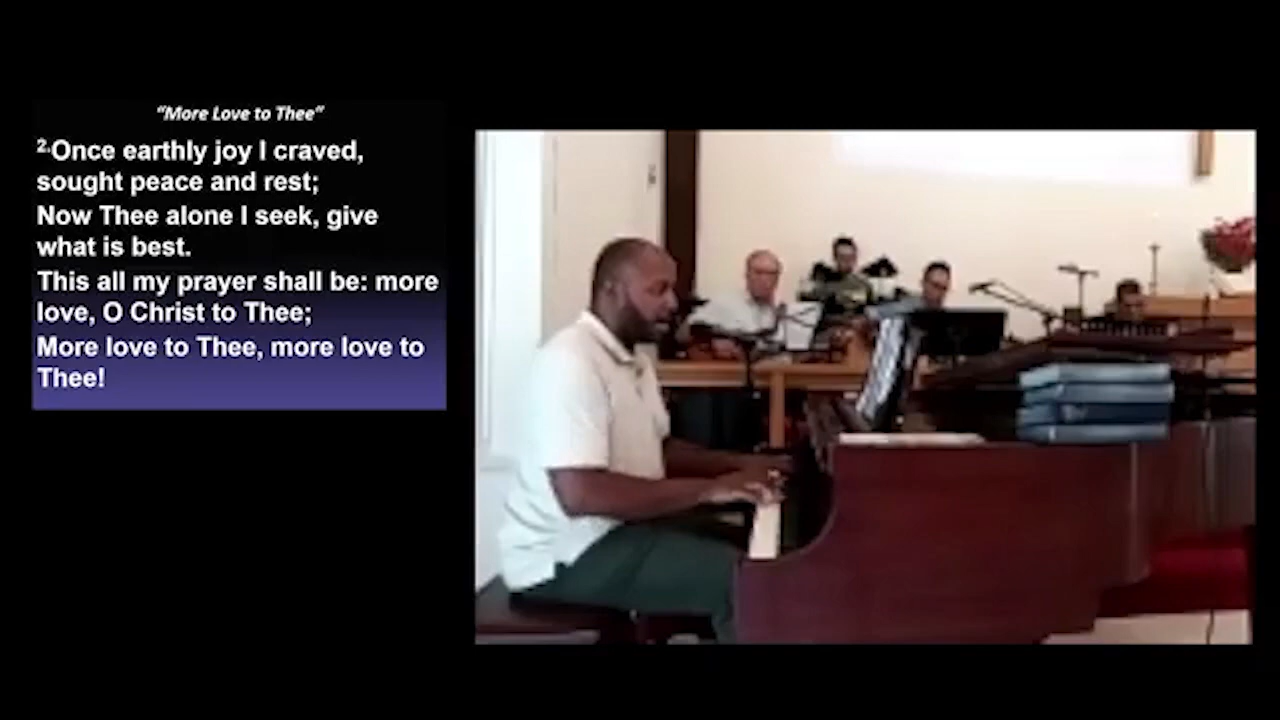 “More Love to Thee”
2.Once earthly joy I craved,
sought peace and rest;
Now Thee alone I seek, give
what is best.
This all my prayer shall be: more
love, O Christ to Thee;
More love to Thee, more love to
Thee!